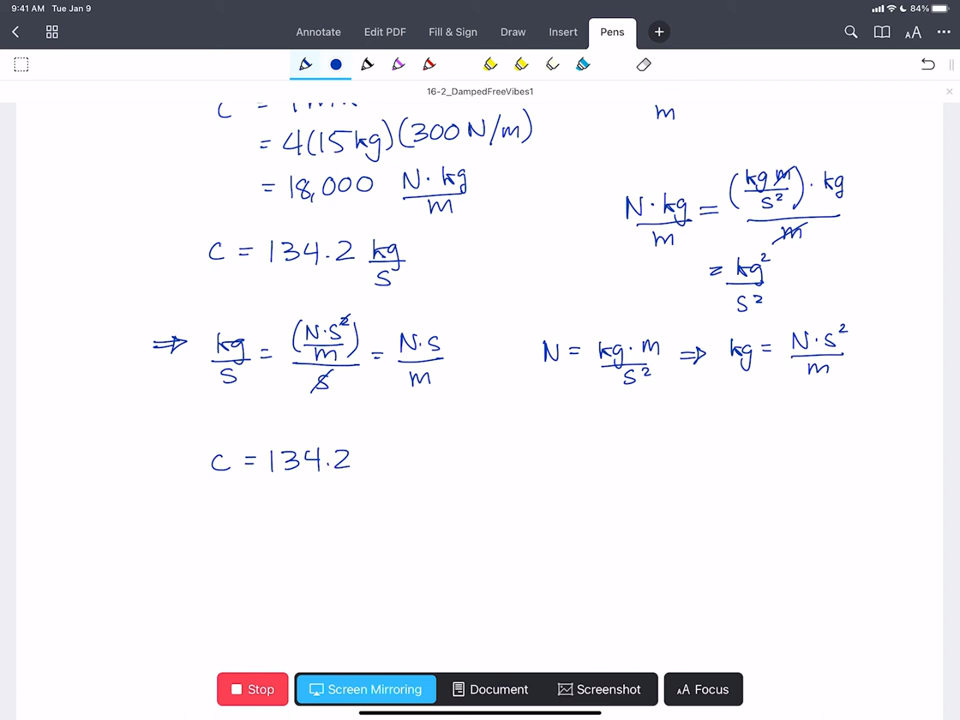 9:41 AM Tue Jan 9 84%
Annotate Edit PDF Fill & Sign Draw Insert Pens
AA
16-2_DampedFreeVibes1
c =
m
= 4(15 kg)(300 N/m)
= 18,000 N·kg/m
N·kg/m = (kg m/s²)·kg/m
= kg²/s²
c = 134.2 kg/s
⇒ kg/s = (N·s²/m)/s = N·s/m
N = kg·m/s² ⇒ kg = N·s²/m
c = 134.2
Stop Screen Mirroring Document Screenshot AA Focus